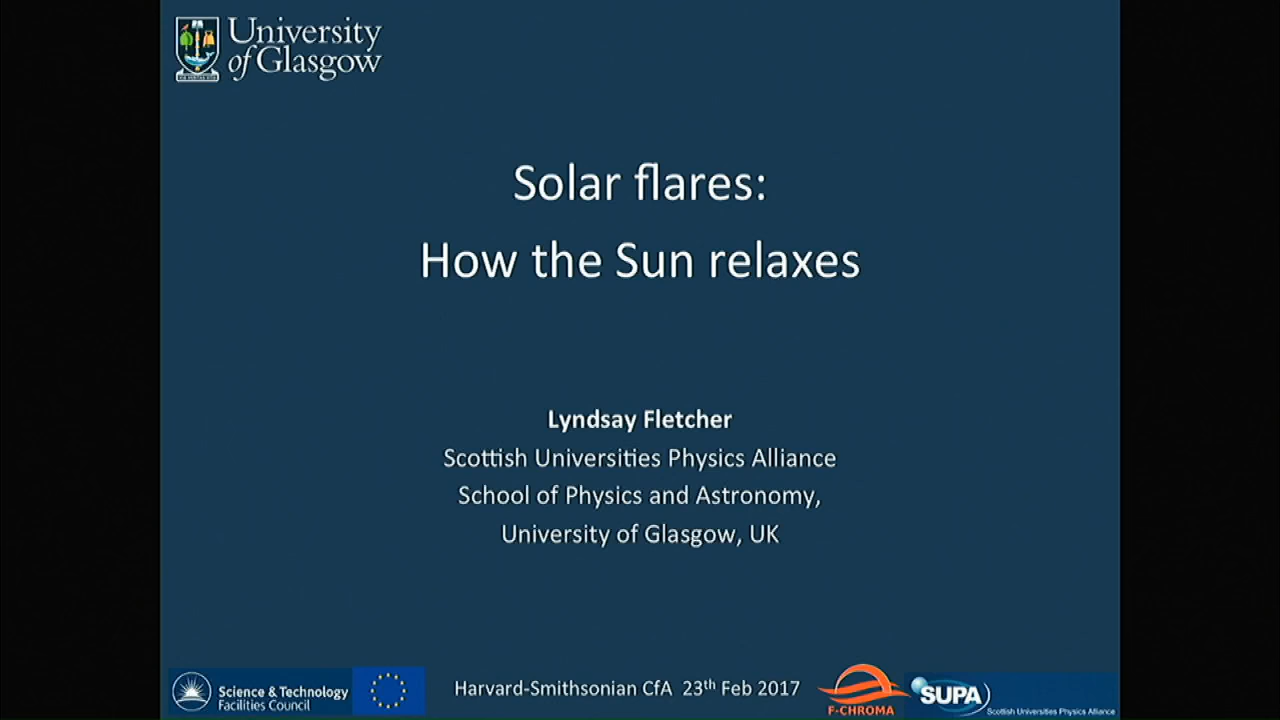 University
of Glasgow
Solar flares:
How the Sun relaxes
Lyndsay Fletcher
Scottish Universities Physics Alliance
School of Physics and Astronomy,
University of Glasgow, UK
Science & Technology
Facilities Council
Harvard-Smithsonian CfA 23th Feb 2017
F-CHROMA
SUPA
Scottish Universities Physics Alliance